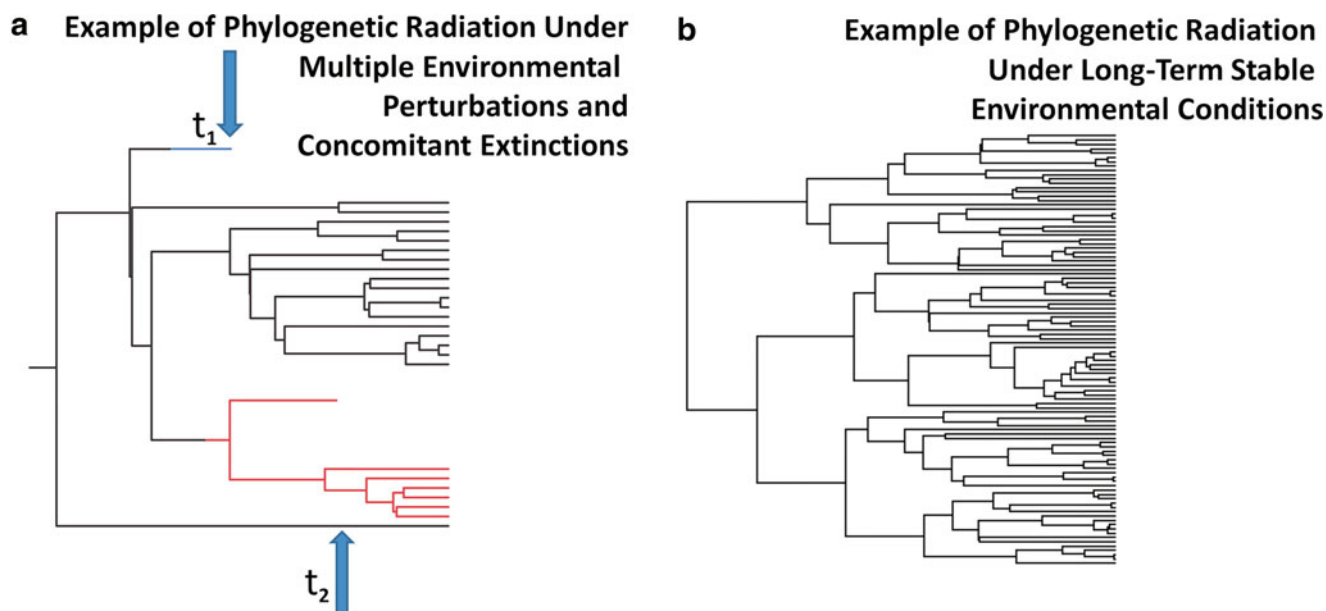 a Example of Phylogenetic Radiation Under
Multiple Environmental
Perturbations and
Concomitant Extinctions
t₁
t₂
b Example of Phylogenetic Radiation
Under Long-Term Stable
Environmental Conditions